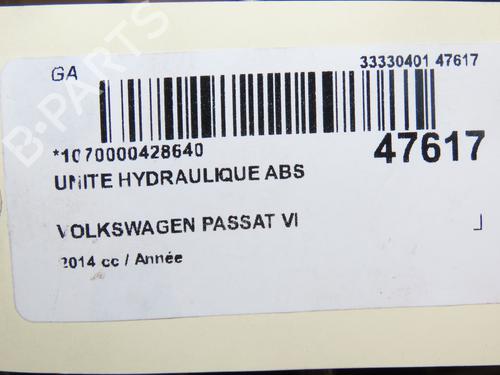 GA
33330401 47617
*1070000428640
47617
UNITE HYDRAULIQUE ABS
VOLKSWAGEN PASSAT VI
J
2014 cc / Année
B-PARTS